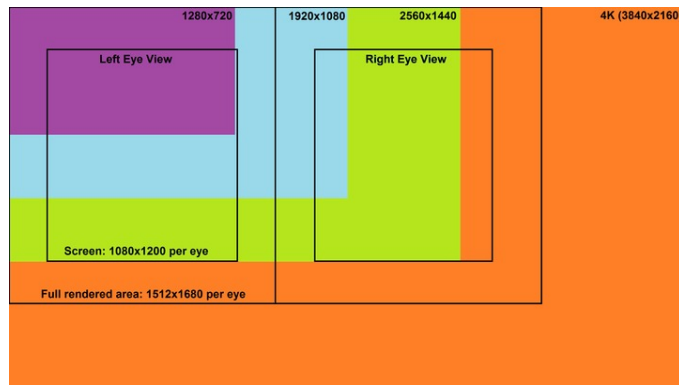 1280x720
1920x1080
2560x1440
4K (3840x2160
Left Eye View
Right Eye View
Screen: 1080x1200 per eye
Full rendered area: 1512x1680 per eye